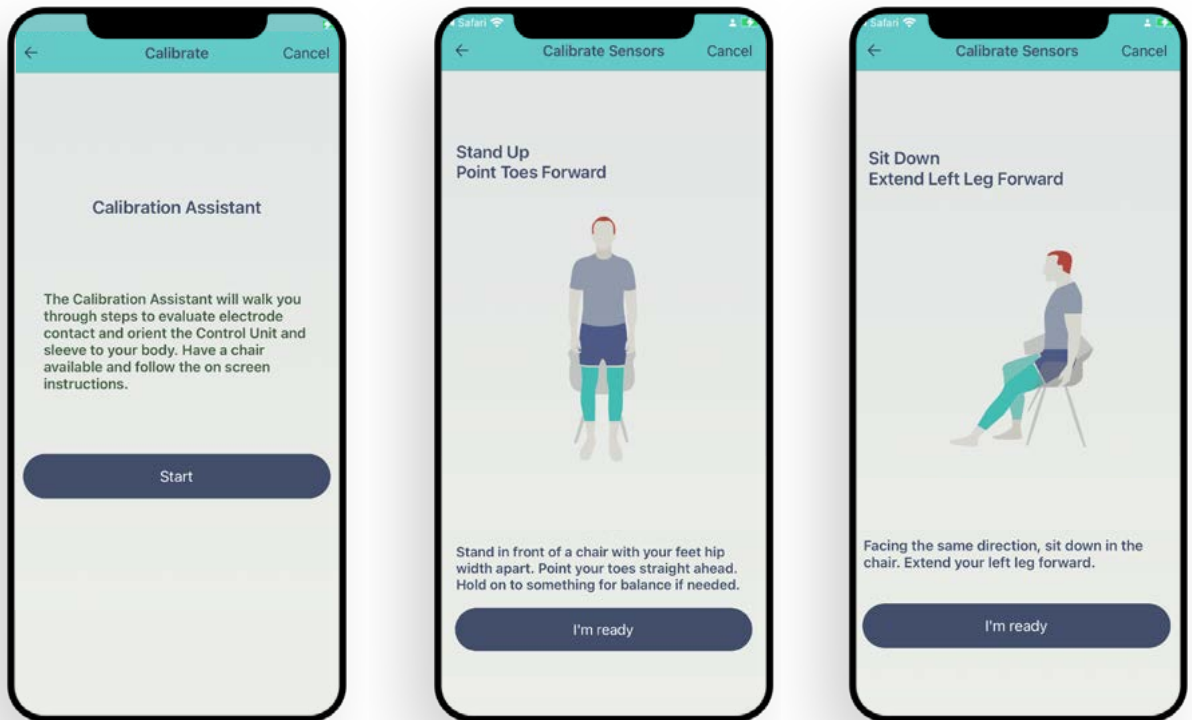 Calibrate
Cancel
Calibration Assistant
The Calibration Assistant will walk you
through steps to evaluate electrode
contact and orient the Control Unit and
sleeve to your body. Have a chair
available and follow the on screen
instructions.
Start
Safari
Calibrate Sensors
Cancel
Stand Up
Point Toes Forward
Stand in front of a chair with your feet hip
width apart. Point your toes straight ahead.
Hold on to something for balance if needed.
I'm ready
Safari
Calibrate Sensors
Cancel
Sit Down
Extend Left Leg Forward
Facing the same direction, sit down in the
chair. Extend your left leg forward.
I'm ready